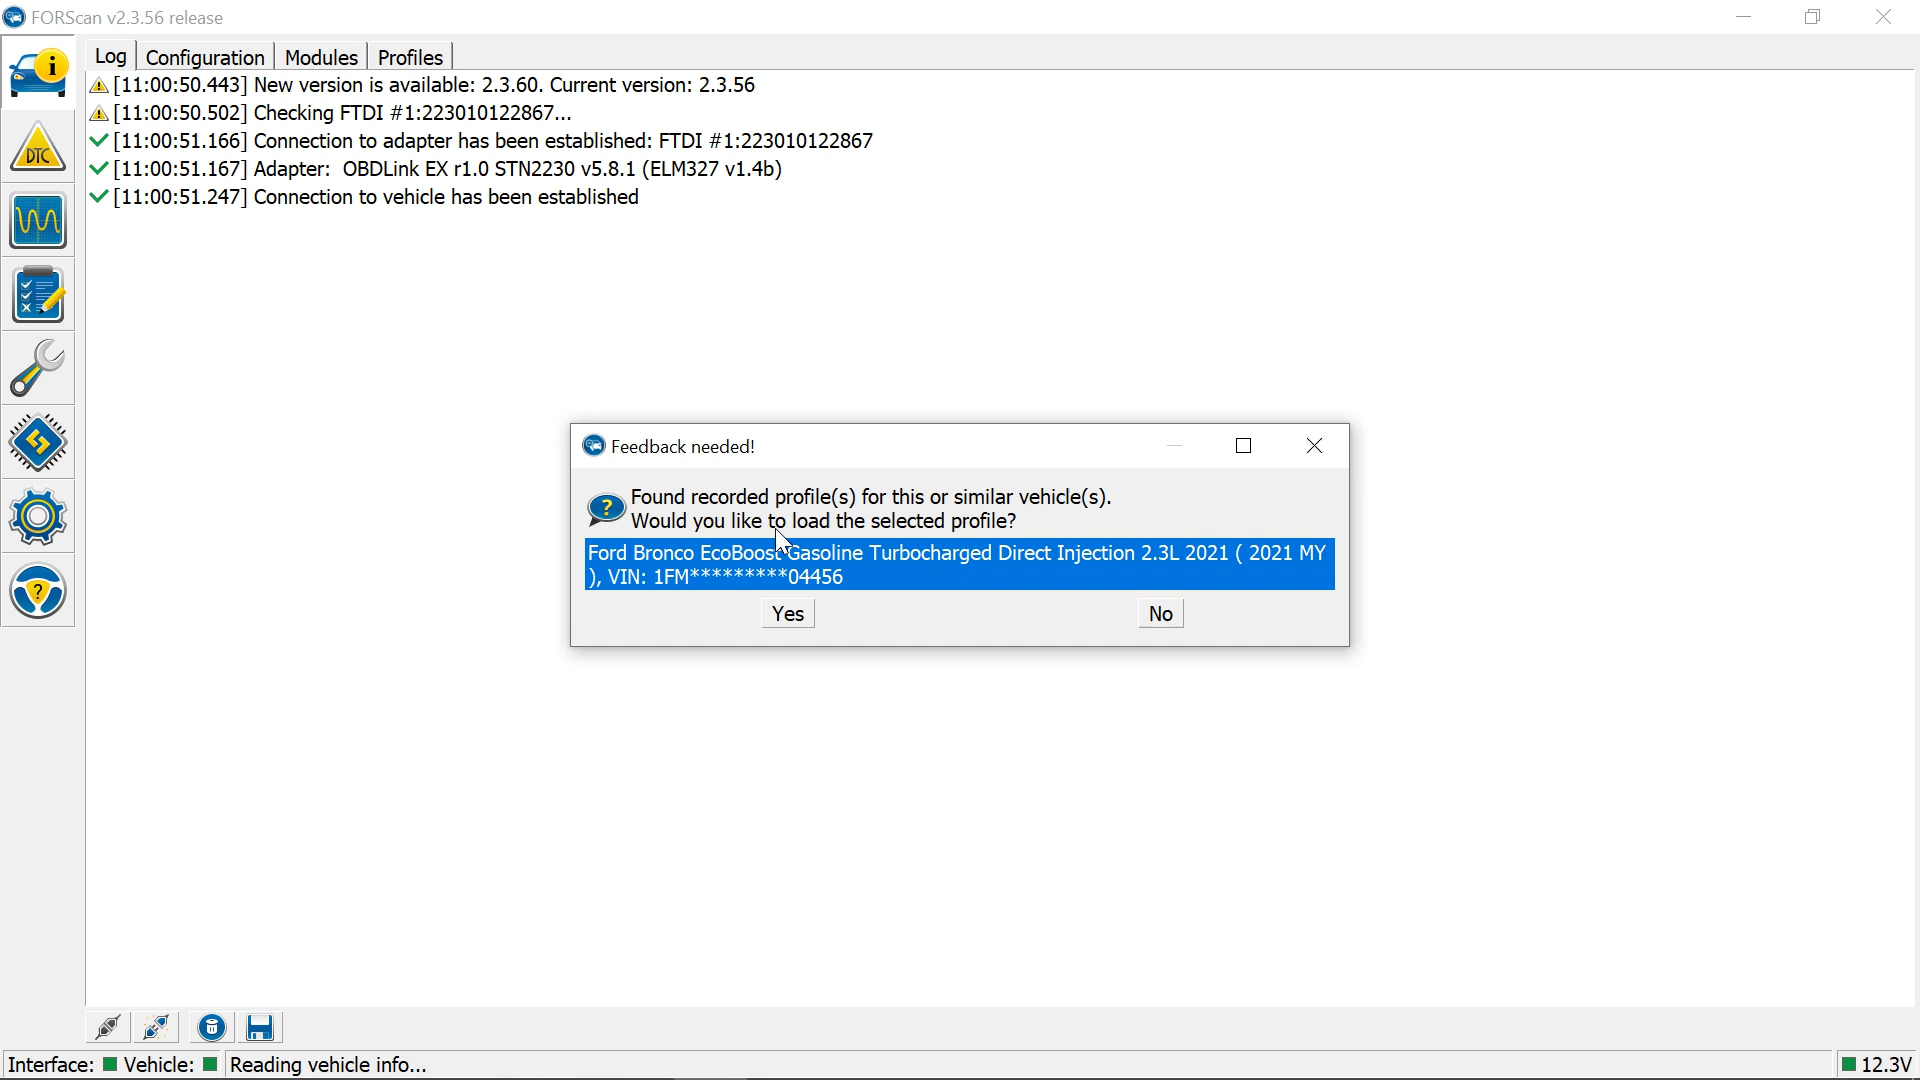 FORScan v2.3.56 release
Log Configuration Modules Profiles
[11:00:50.443] New version is available: 2.3.60. Current version: 2.3.56
[11:00:50.502] Checking FTDI #1:223010122867...
[11:00:51.166] Connection to adapter has been established: FTDI #1:223010122867
[11:00:51.167] Adapter: OBDLink EX r1.0 STN2230 v5.8.1 (ELM327 v1.4b)
[11:00:51.247] Connection to vehicle has been established
DTC
Feedback needed!
Found recorded profile(s) for this or similar vehicle(s).
Would you like to load the selected profile?
Ford Bronco EcoBoost Gasoline Turbocharged Direct Injection 2.3L 2021 ( 2021 MY
), VIN: 1FM*********04456
Yes No
Interface: Vehicle: Reading vehicle info... 12.3V